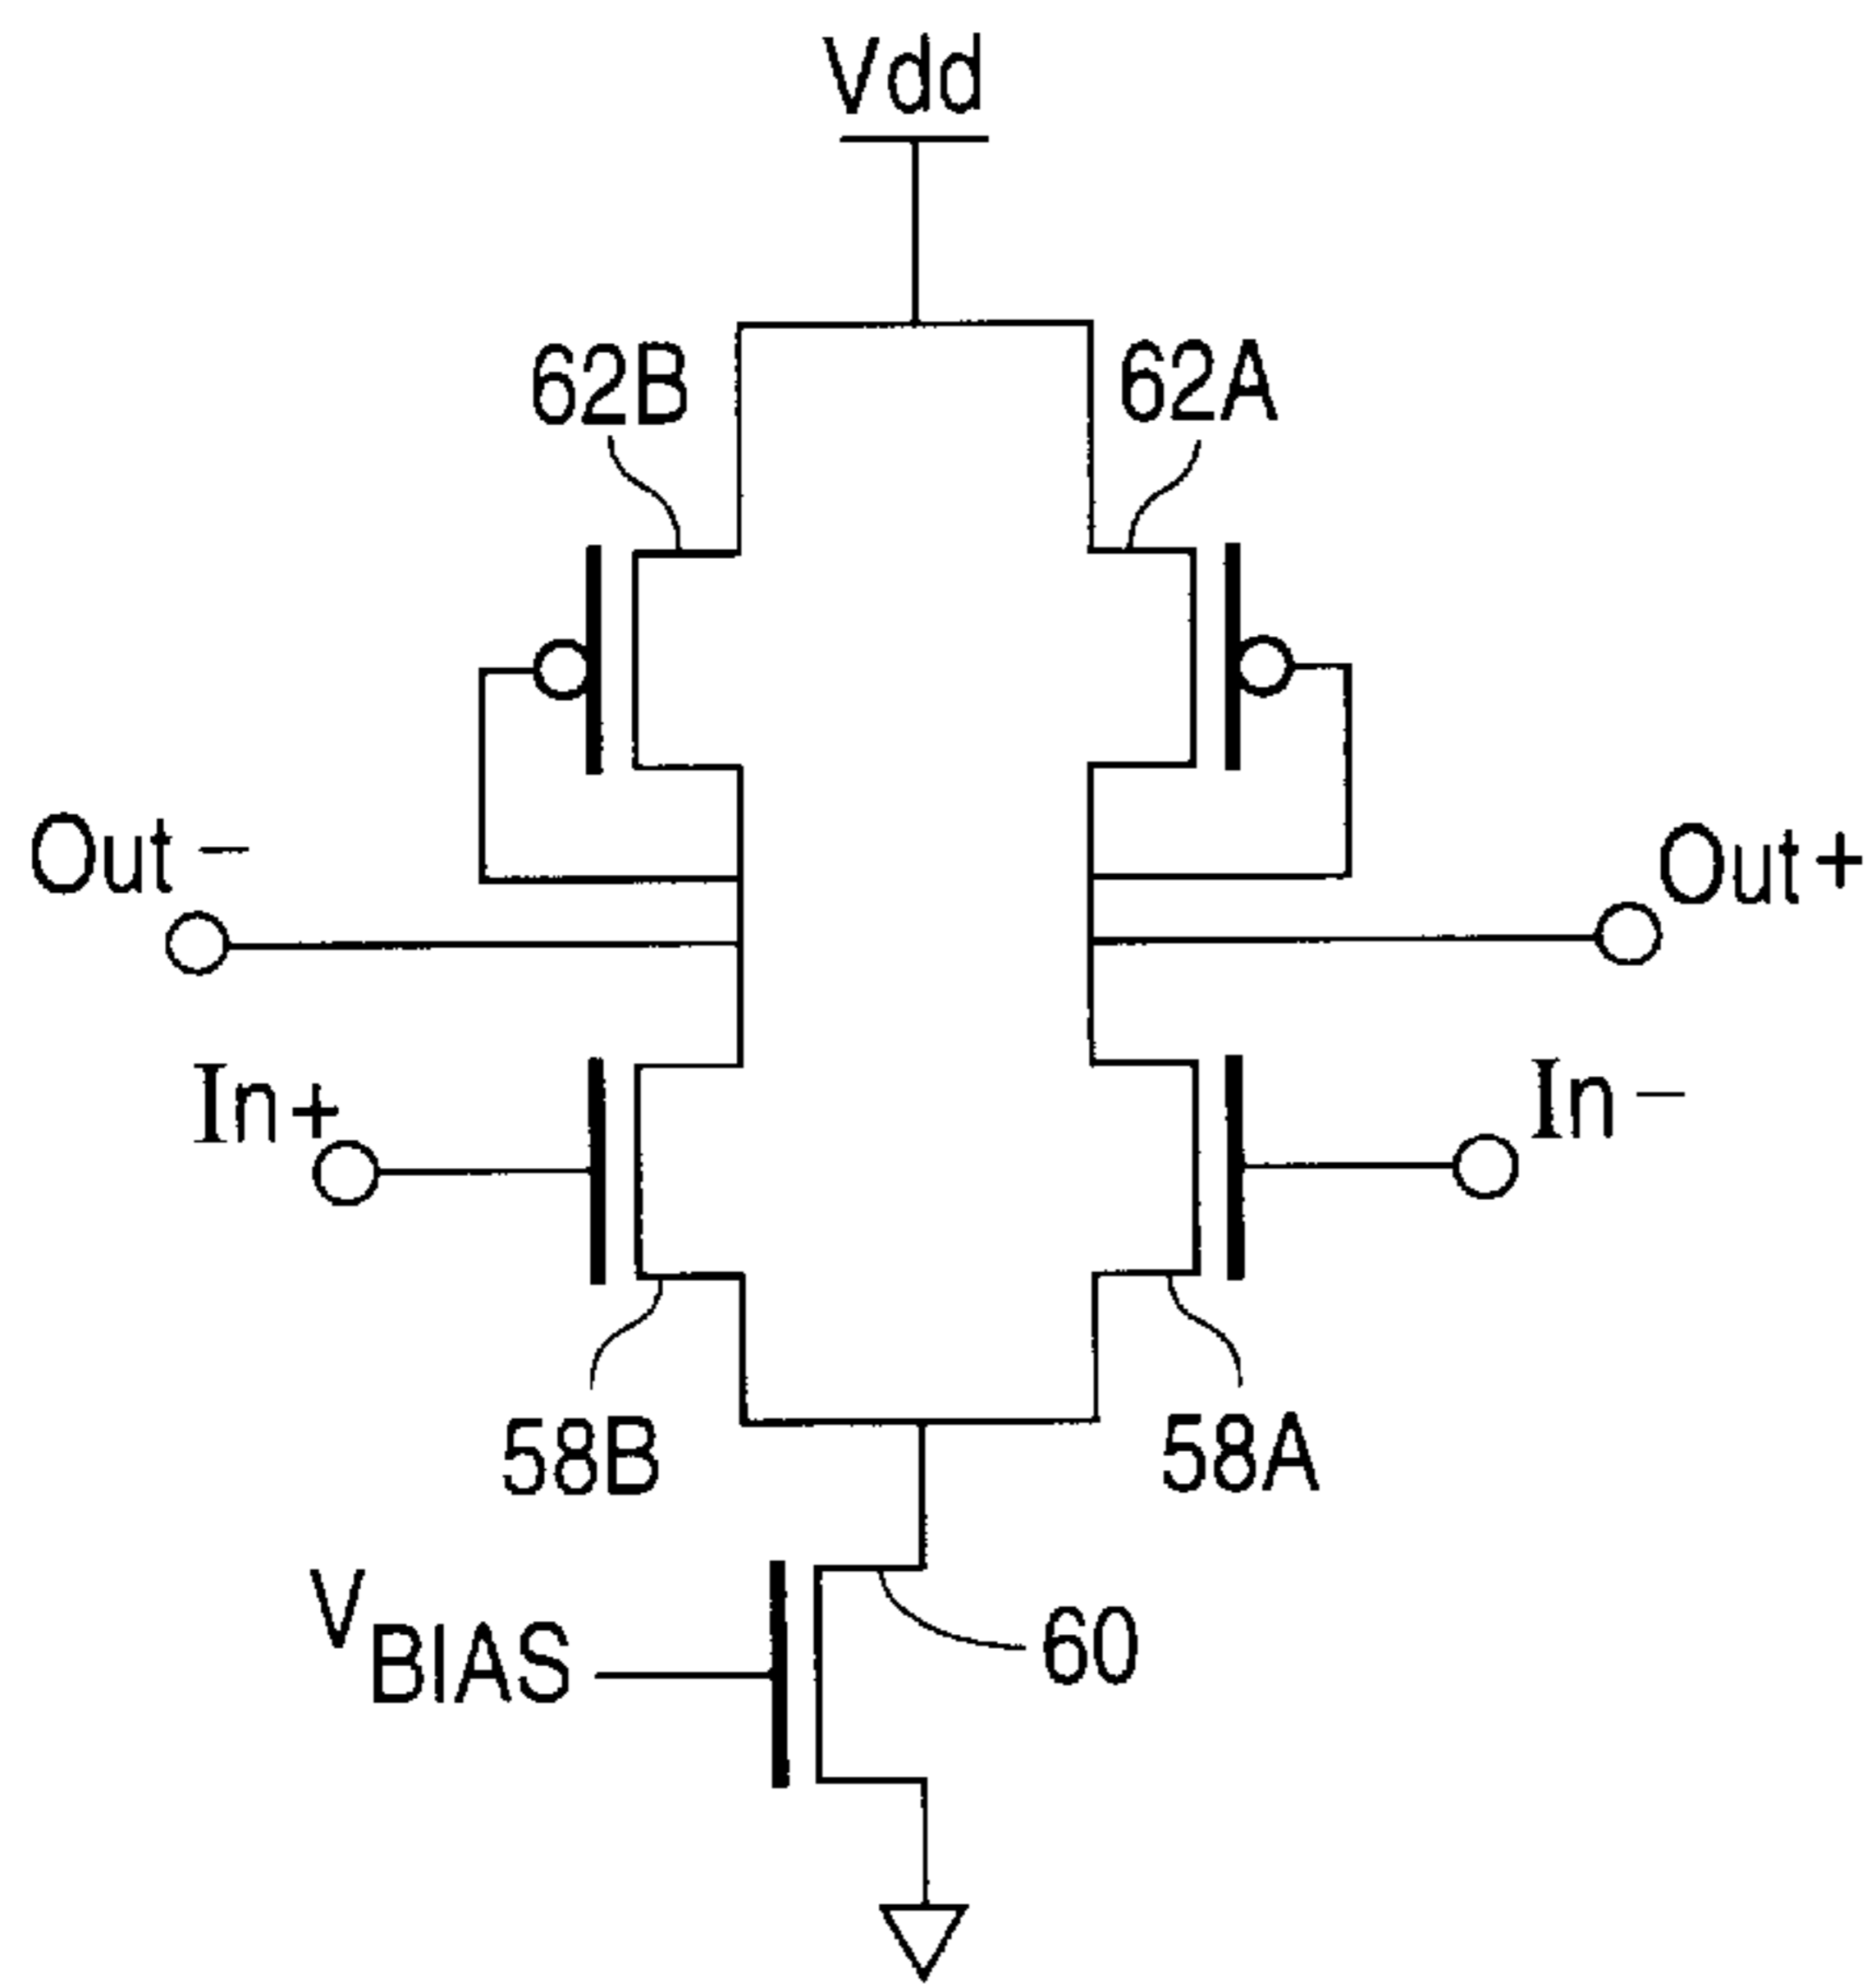 Vdd
62B
62A
Out -
Out +
In+
In -
58B
58A
VBIAS
60